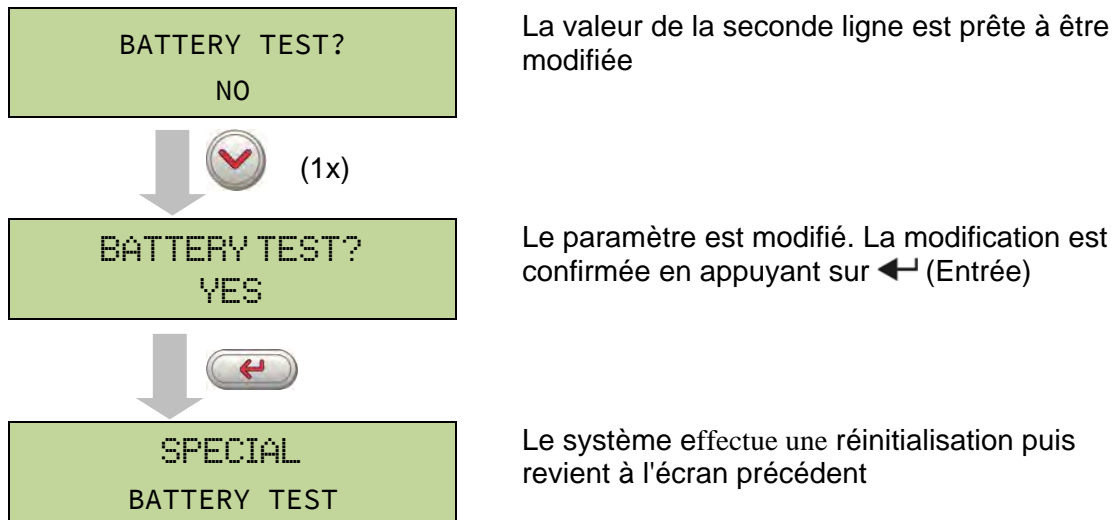 BATTERY TEST?
NO
La valeur de la seconde ligne est prête à être
modifiée
(1x)
BATTERY TEST?
YES
Le paramètre est modifié. La modification est
confirmée en appuyant sur (Entrée)
SPECIAL
BATTERY TEST
Le système effectue une réinitialisation puis
revient à l'écran précédent